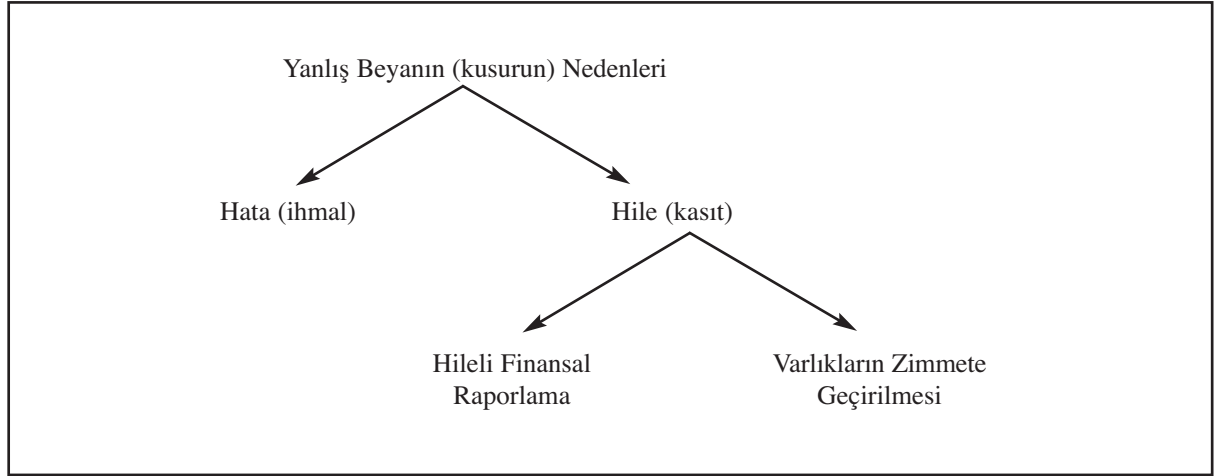 Yanlış Beyanın (kusurun) Nedenleri
Hata (ihmal)
Hile (kasıt)
Hileli Finansal
Raporlama
Varlıkların Zimmete
Geçirilmesi